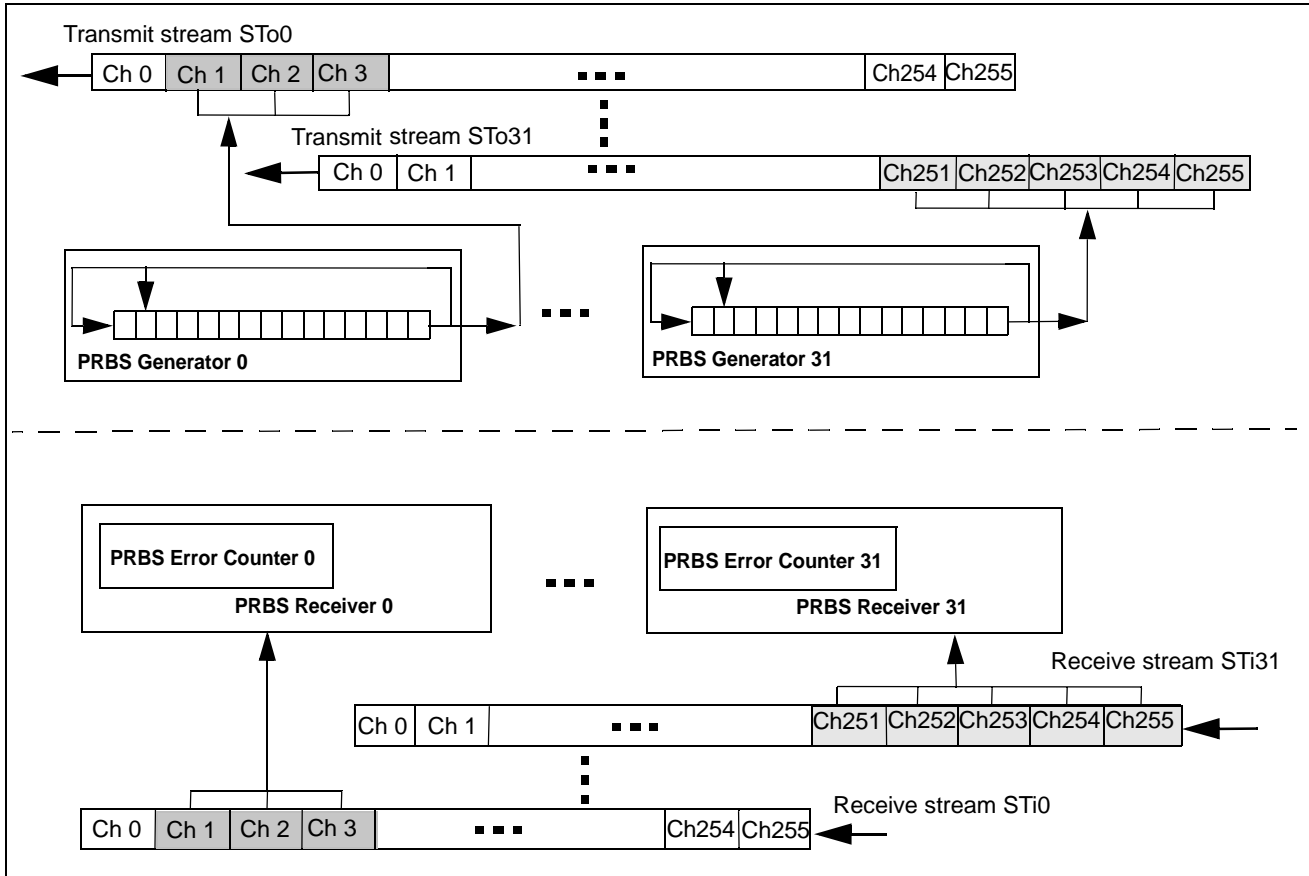 Transmit stream STo0
Ch 0 Ch 1 Ch 2 Ch 3 Ch254 Ch255
Transmit stream STo31
Ch 0 Ch 1 Ch251 Ch252 Ch253 Ch254 Ch255
PRBS Generator 0 PRBS Generator 31
PRBS Error Counter 0 PRBS Error Counter 31
PRBS Receiver 0 PRBS Receiver 31
Receive stream STi31
Ch 0 Ch 1 Ch251 Ch252 Ch253 Ch254 Ch255
Receive stream STi0
Ch 0 Ch 1 Ch 2 Ch 3 Ch254 Ch255